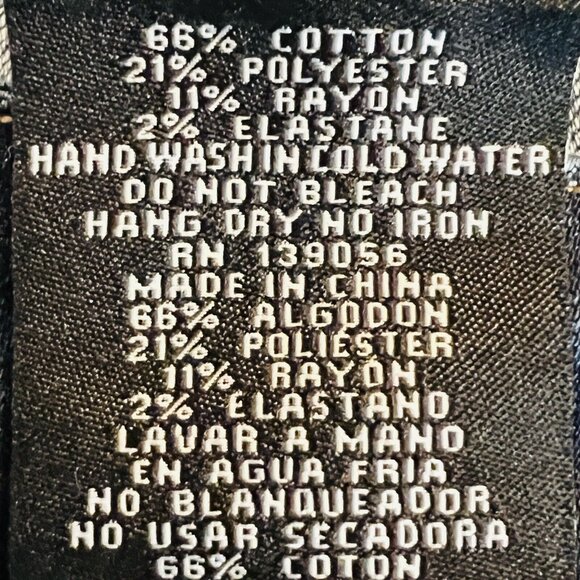 66% COTTON
21% POLYESTER
11% RAYON
2% ELASTANE
HAND WASH IN COLD WATER
DO NOT BLEACH
HANG DRY NO IRON
RN 139056
MADE IN CHINA
66% ALGODON
21% POLIÉSTER
11% RAYÓN
2% ELASTANO
LAVAR A MANO
EN AGUA FRIA
NO BLANQUEADOR
NO USAR SECADORA
66% COTON